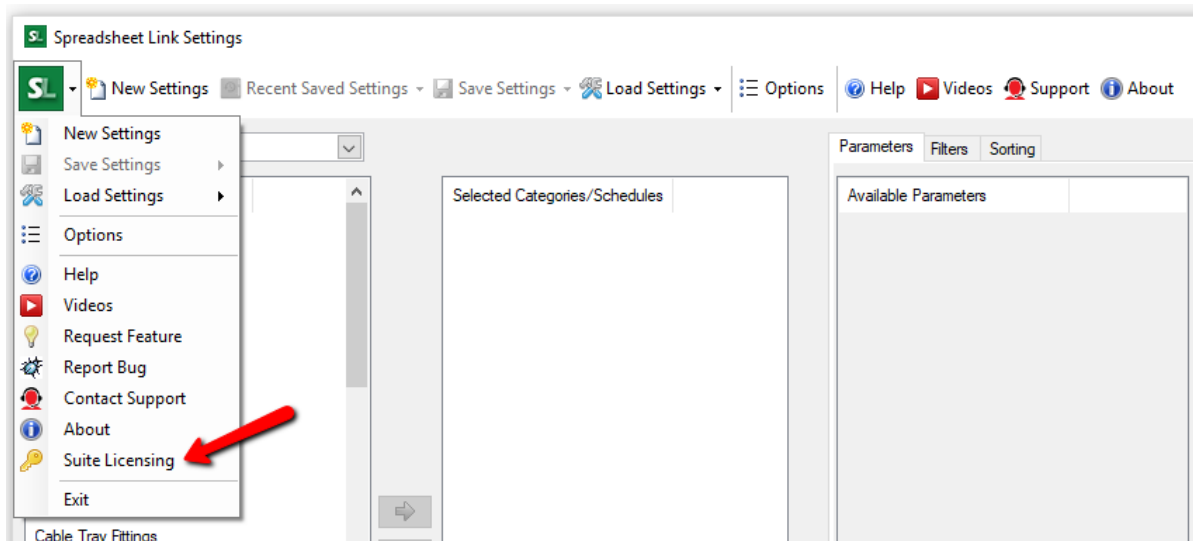 SL Spreadsheet Link Settings
SL New Settings Recent Saved Settings Save Settings Load Settings Options Help Videos Support About
New Settings
Save Settings
Load Settings
Options
Help
Videos
Request Feature
Report Bug
Contact Support
About
Suite Licensing
Exit
Cable Tray Fittings
Selected Categories/Schedules
Parameters Filters Sorting
Available Parameters